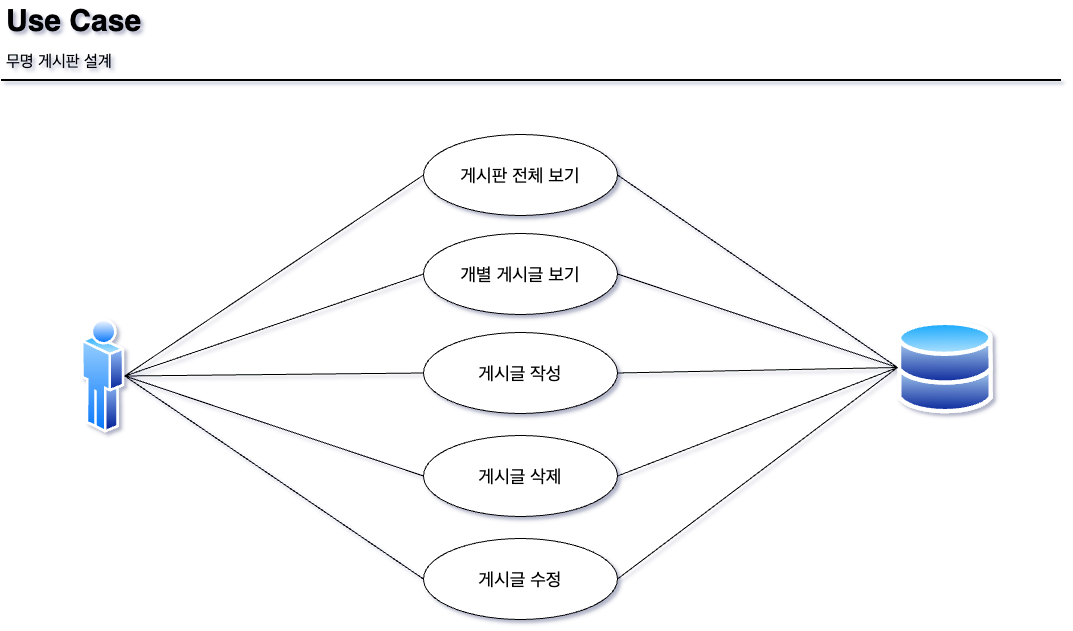 Use Case
무명 게시판 설계
게시판 전체 보기
개별 게시글 보기
게시글 작성
게시글 삭제
게시글 수정